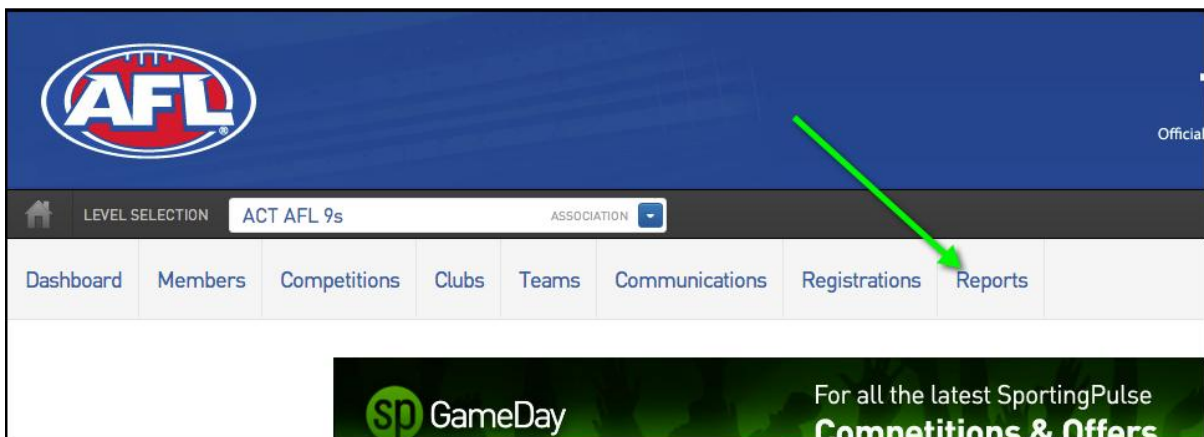 AFL
Official
LEVEL SELECTION ACT AFL 9s ASSOCIATION
Dashboard Members Competitions Clubs Teams Communications Registrations Reports
sp GameDay
For all the latest SportingPulse
Competitions & Offers